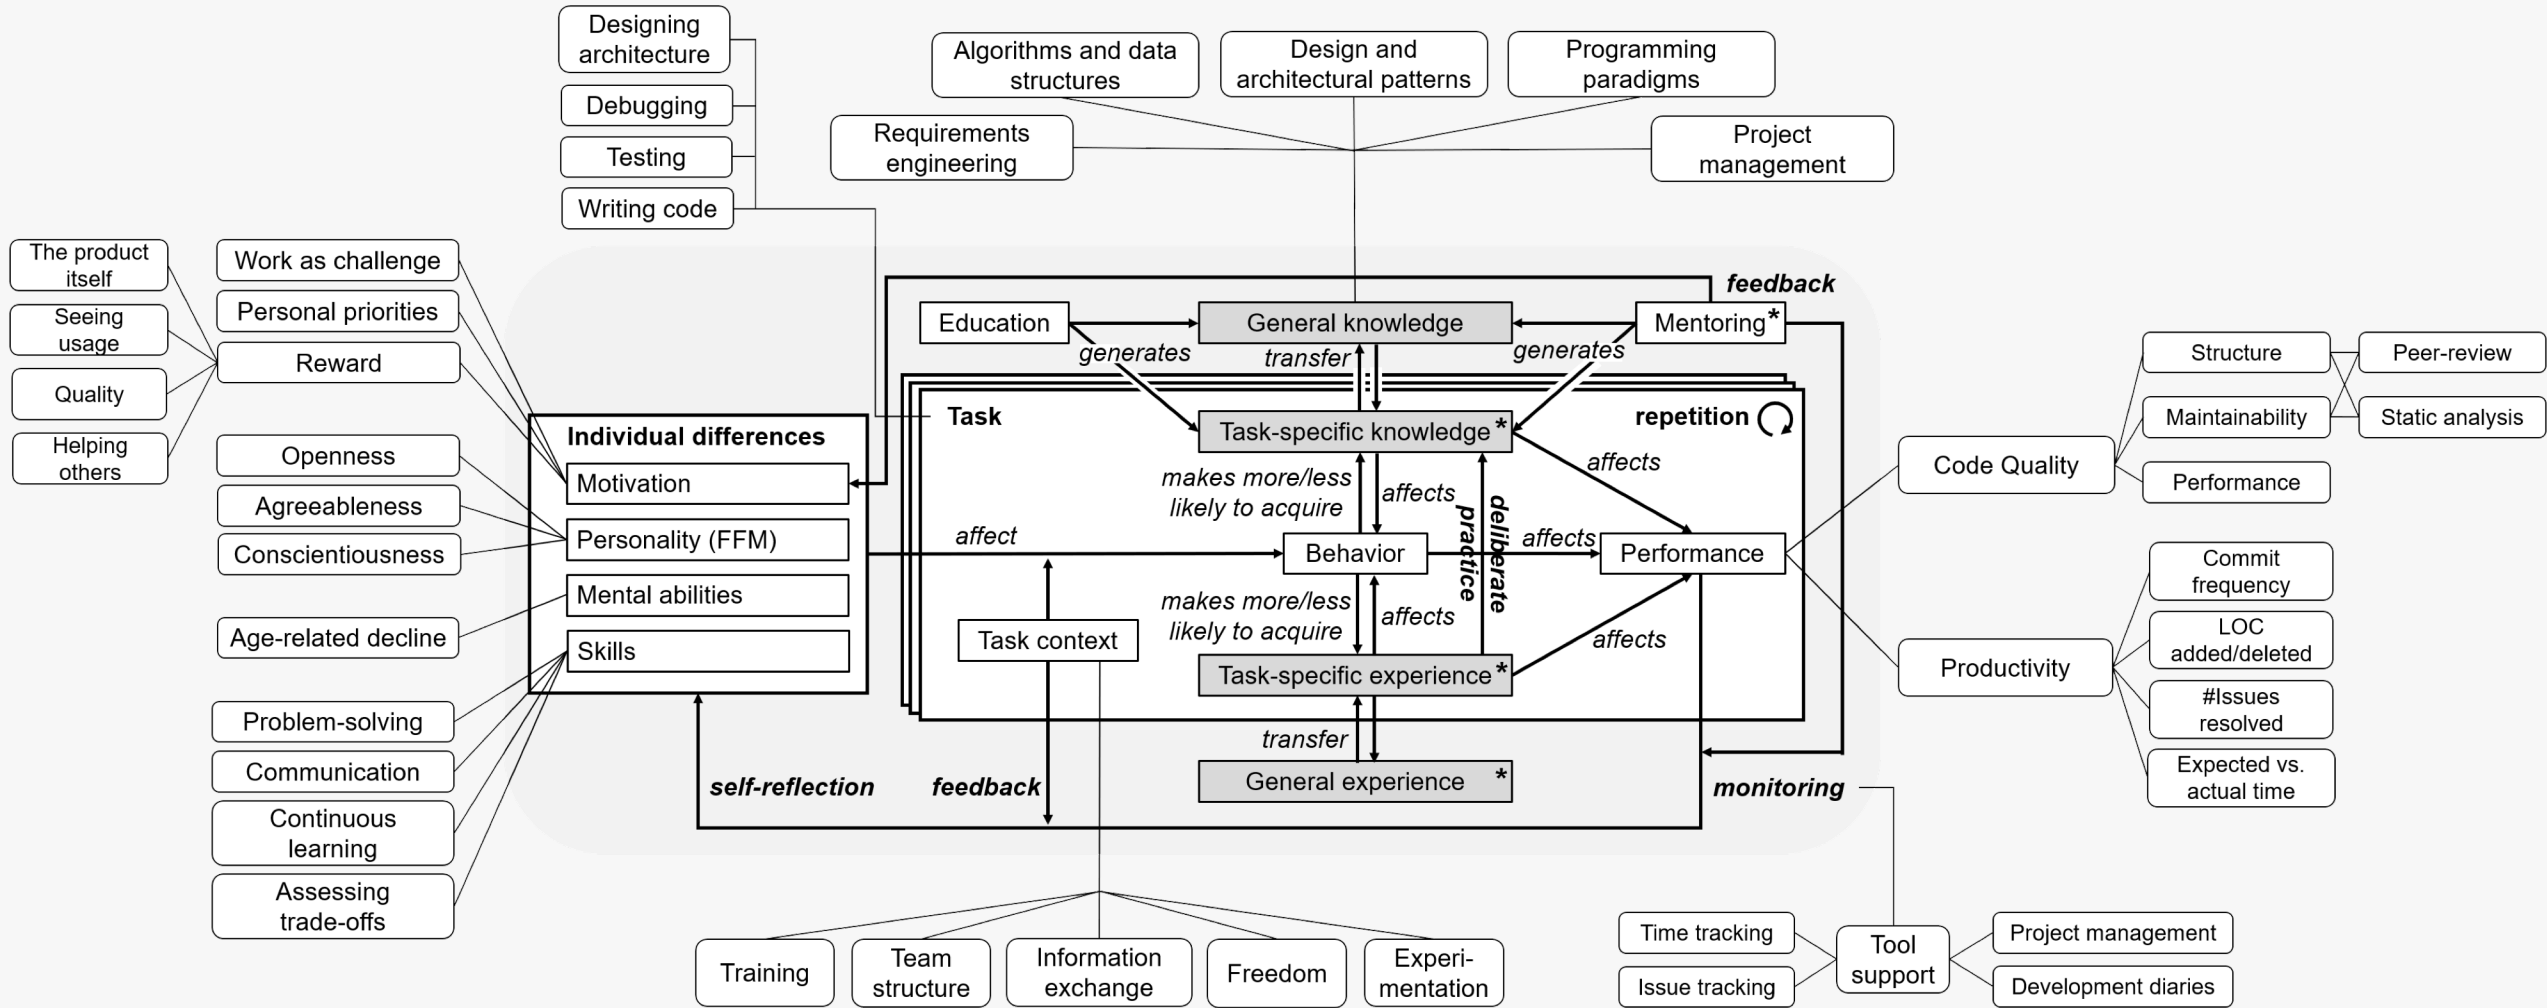 Designing
architecture
Debugging
Testing
Writing code
Algorithms and data
structures
Design and
architectural patterns
Programming
paradigms
Requirements
engineering
Project
management
The product
itself
Seeing
usage
Quality
Helping
others
Work as challenge
Personal priorities
Reward
Openness
Agreeableness
Conscientiousness
Age-related decline
Problem-solving
Communication
Continuous
learning
Assessing
trade-offs
Individual differences
Motivation
Personality (FFM)
Mental abilities
Skills
feedback
Education
General knowledge
Mentoring*
generates
transfer
generates
Task
Task-specific knowledge*
repetition
makes more/less
likely to acquire
affects
deliberate
practice
affects
affect
Behavior
affects
Performance
Task context
makes more/less
likely to acquire
affects
affects
Task-specific experience*
transfer
General experience *
self-reflection
feedback
monitoring
Code Quality
Structure
Maintainability
Performance
Peer-review
Static analysis
Productivity
Commit
frequency
LOC
added/deleted
#Issues
resolved
Expected vs.
actual time
Training
Team
structure
Information
exchange
Freedom
Experi-
mentation
Time tracking
Issue tracking
Tool
support
Project management
Development diaries